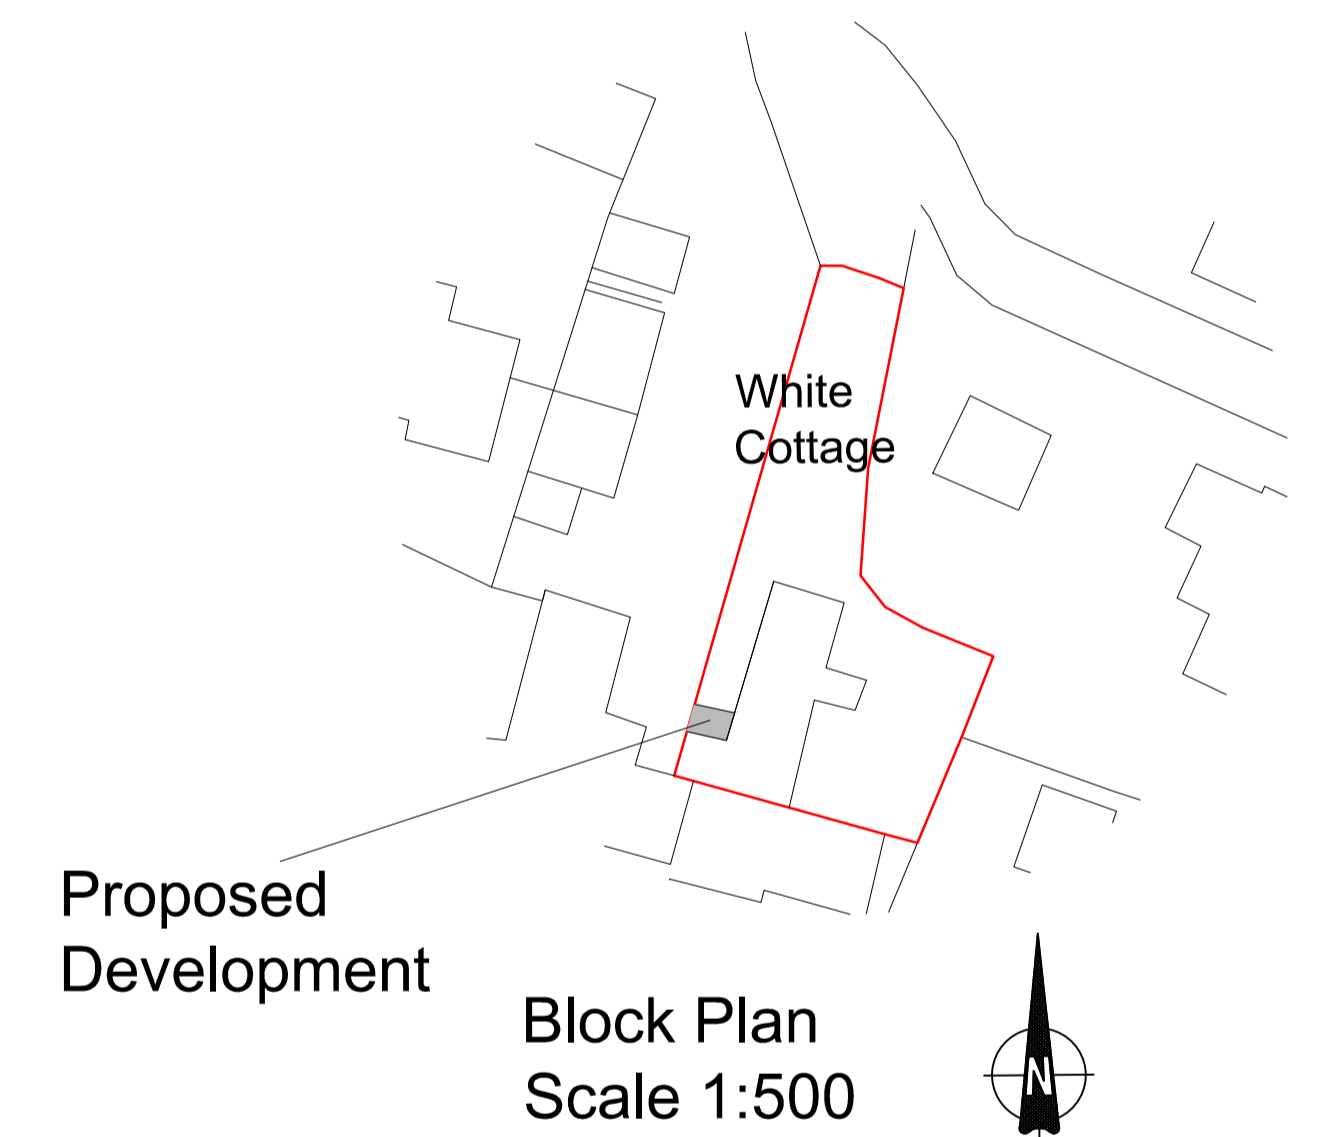 White
Cottage
Proposed
Development
Block Plan
Scale 1:500
N